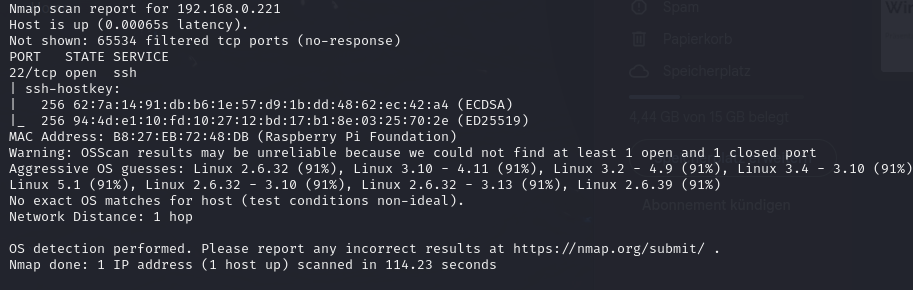 Nmap scan report for 192.168.0.221
Host is up (0.00065s latency).
Not shown: 65534 filtered tcp ports (no-response)
PORT   STATE SERVICE
22/tcp open  ssh
| ssh-hostkey:
|   256 62:7a:14:91:db:b6:1e:57:d9:1b:dd:48:62:ec:42:a4 (ECDSA)
|_  256 94:4d:e1:10:fd:10:27:12:bd:17:b1:8e:03:25:70:2e (ED25519)
MAC Address: B8:27:EB:72:48:DB (Raspberry Pi Foundation)
Warning: OSScan results may be unreliable because we could not find at least 1 open and 1 closed port
Aggressive OS guesses: Linux 2.6.32 (91%), Linux 3.10 - 4.11 (91%), Linux 3.2 - 4.9 (91%), Linux 3.4 - 3.10 (91%)
Linux 5.1 (91%), Linux 2.6.32 - 3.10 (91%), Linux 2.6.32 - 3.13 (91%), Linux 2.6.39 (91%)
No exact OS matches for host (test conditions non-ideal).
Network Distance: 1 hop
OS detection performed. Please report any incorrect results at https://nmap.org/submit/ .
Nmap done: 1 IP address (1 host up) scanned in 114.23 seconds
Spam
Papierkorb
Speicherplatz
4,44 GB von 15 GB belegt
Abonnement kündigen